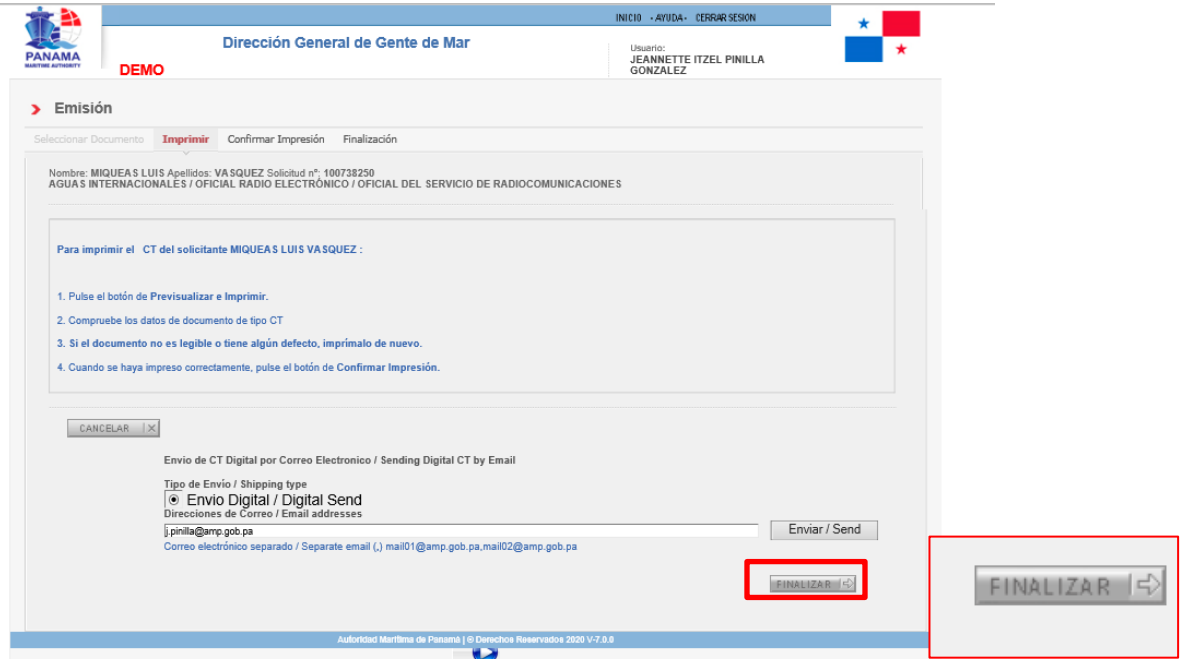 INICIO - AYUDA- CERRAR SESION
PANAMA
MARITIME AUTHORITY
DEMO
Dirección General de Gente de Mar
Usuario:
JEANNETTE ITZEL PINILLA
GONZALEZ
Emisión
Seleccionar Documento Imprimir Confirmar Impresión Finalización
Nombre: MIQUEAS LUIS Apellidos: VASQUEZ Solicitud nº: 100738250
AGUAS INTERNACIONALES / OFICIAL RADIO ELECTRÓNICO / OFICIAL DEL SERVICIO DE RADIOCOMUNICACIONES
Para imprimir el CT del solicitante MIQUEAS LUIS VASQUEZ :
1. Pulse el botón de Previsualizar e Imprimir.
2. Compruebe los datos de documento de tipo CT
3. Si el documento no es legible o tiene algún defecto, imprímalo de nuevo.
4. Cuando se haya impreso correctamente, pulse el botón de Confirmar Impresión.
CANCELAR
Envio de CT Digital por Correo Electronico / Sending Digital CT by Email
Tipo de Envío / Shipping type
Envio Digital / Digital Send
Direcciones de Correo / Email addresses
j.pinilla@amp.gob.pa
Enviar / Send
Correo electrónico separado / Separate email (,) mail01@amp.gob.pa,mail02@amp.gob.pa
FINALIZAR
FINALIZAR
Autoridad Marítima de Panamá | © Derechos Reservados 2020 V-7.0.0